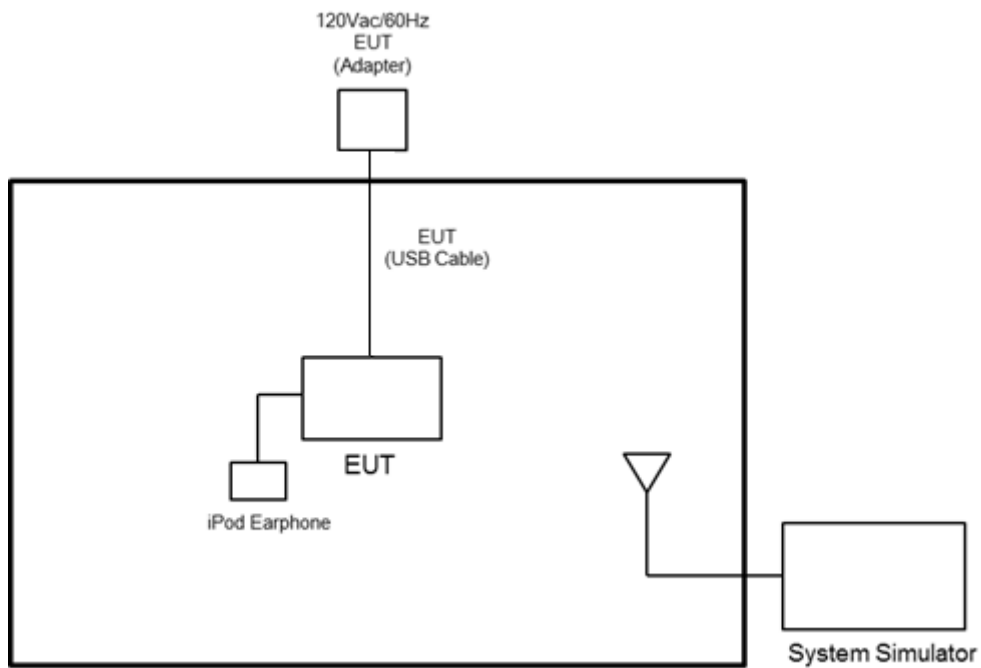 120Vac/60Hz
EUT
(Adapter)
EUT
(USB Cable)
EUT
iPod Earphone
System Simulator